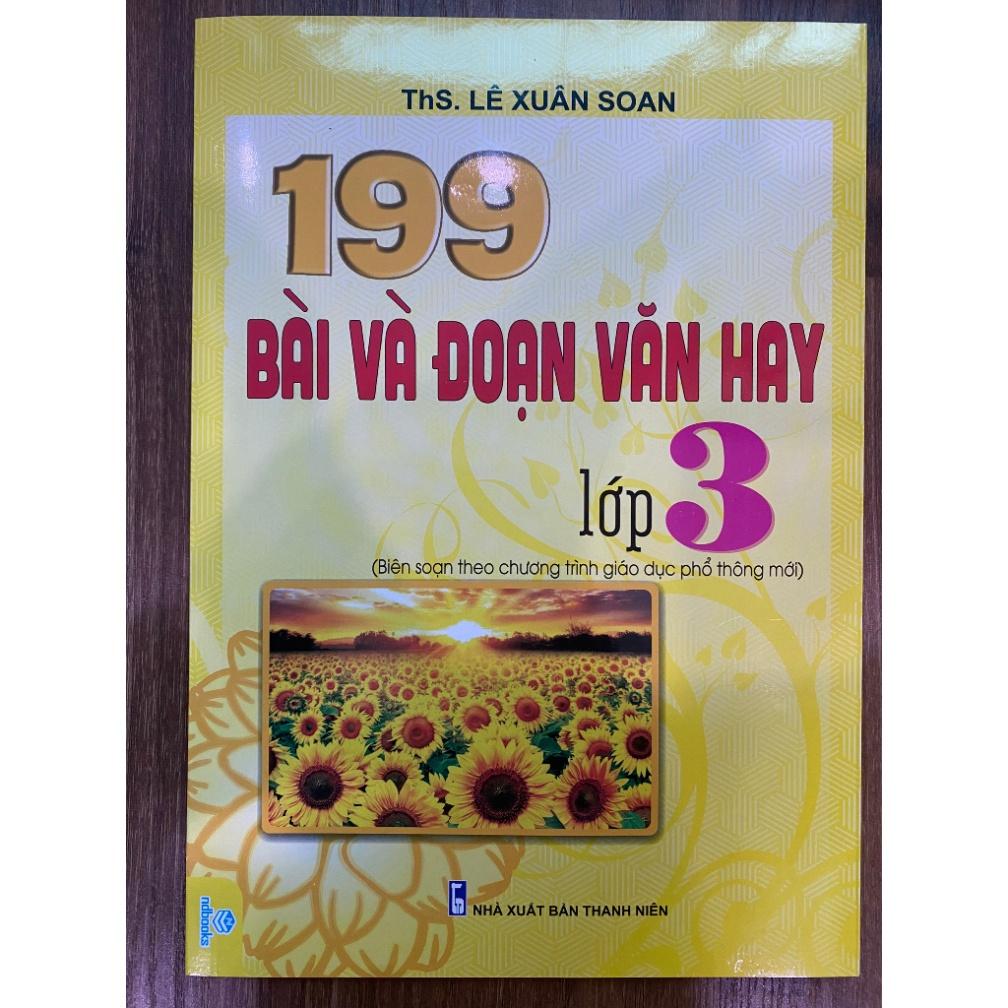 ThS. LÊ XUÂN SOAN
199
BÀI VÀ ĐOẠN VĂN HAY
lớp 3
(Biên soạn theo chương trình giáo dục phổ thông mới)
NHÀ XUẤT BẢN THANH NIÊN
ndbooks